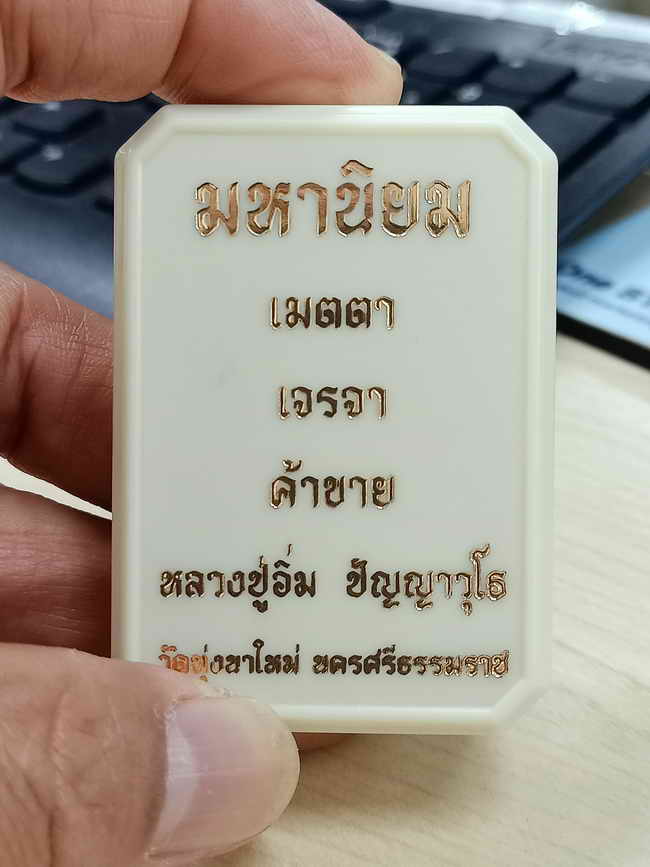 มหานิยม
เมตตา
เจรจา
ค้าขาย
หลวงปู่อิ่ม ปัญญาวุโธ
วัดทุ่งนาใหม่ นครศรีธรรมราช